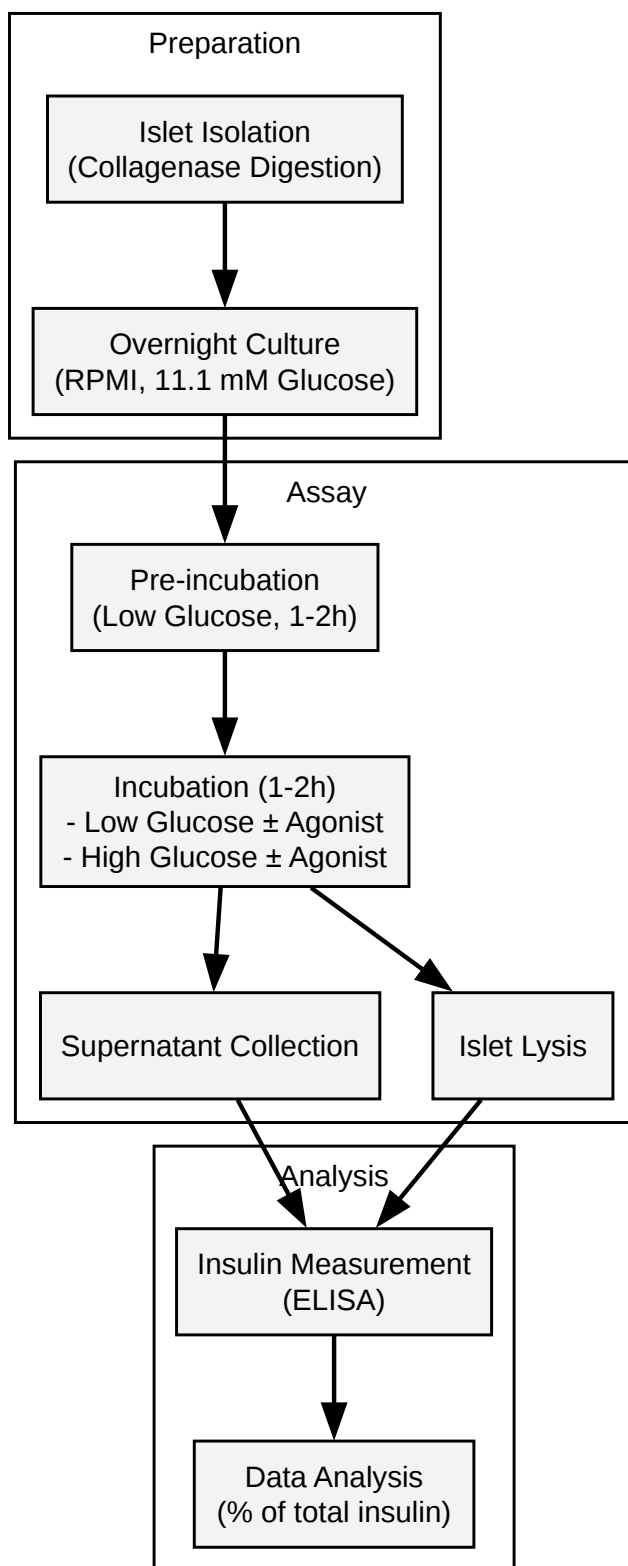 Preparation
Islet Isolation
(Collagenase Digestion)
Overnight Culture
(RPMI, 11.1 mM Glucose)
Assay
Pre-incubation
(Low Glucose, 1-2h)
Incubation (1-2h)
- Low Glucose ± Agonist
- High Glucose ± Agonist
Supernatant Collection
Islet Lysis
Analysis
Insulin Measurement
(ELISA)
Data Analysis
(% of total insulin)